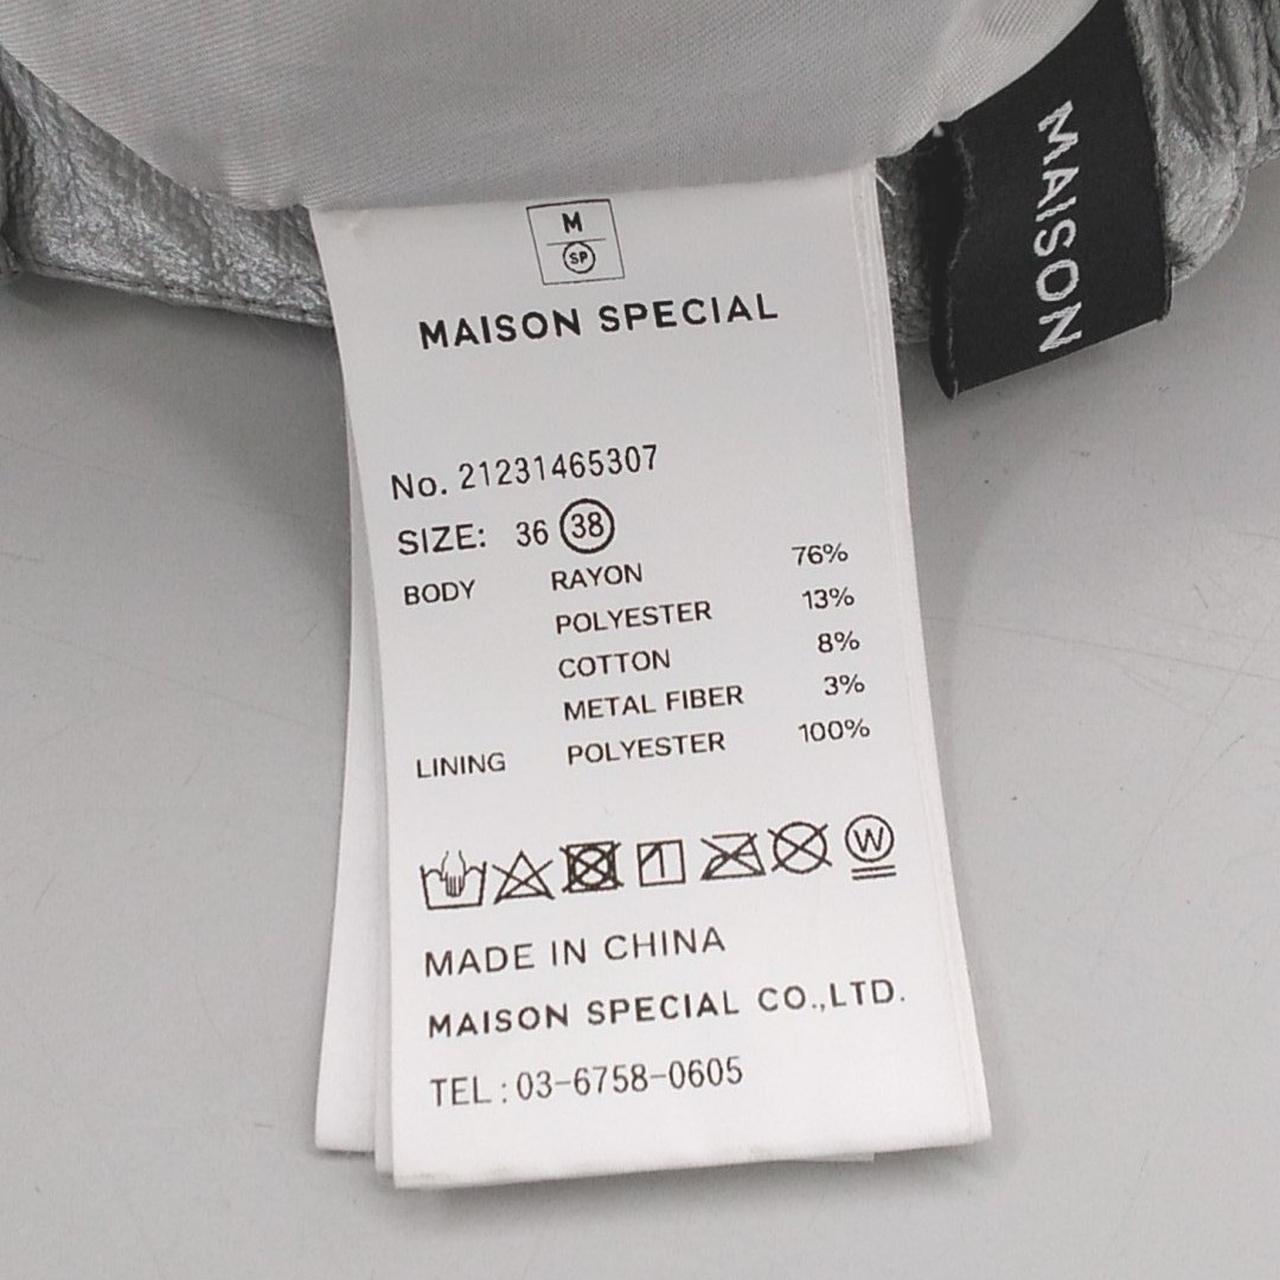 M
SP
MAISON SPECIAL
No. 21231465307
SIZE: 36 38
BODY RAYON 76%
POLYESTER 13%
COTTON 8%
METAL FIBER 3%
LINING POLYESTER 100%
W
MADE IN CHINA
MAISON SPECIAL CO.,LTD.
TEL : 03-6758-0605
MAISON